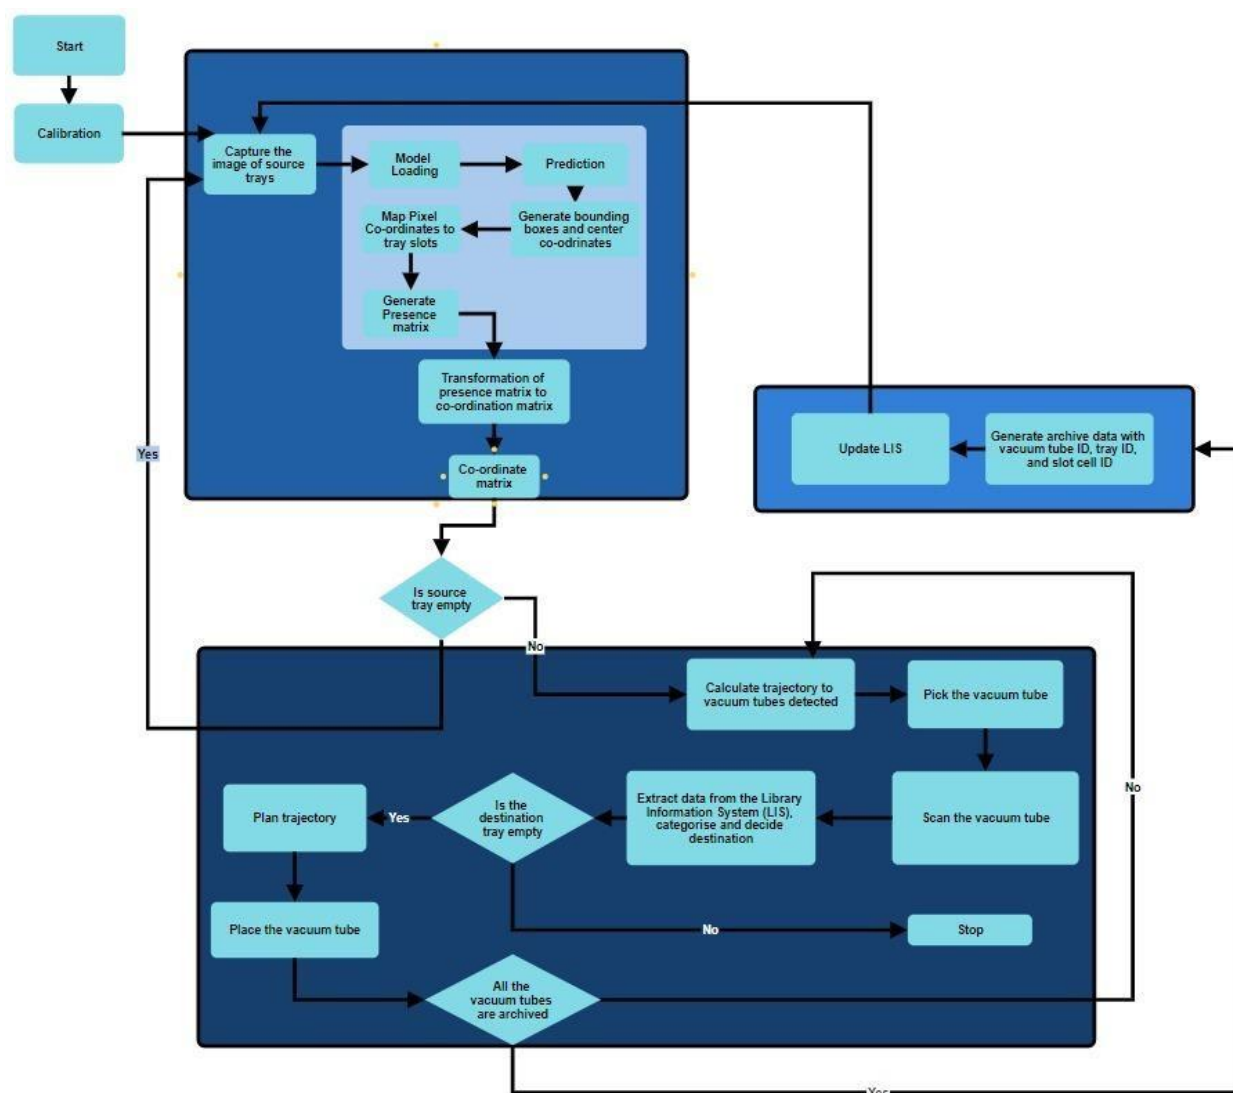 Start
Calibration
Capture the
image of source
trays
Model
Loading
Prediction
Map Pixel
Co-ordinates to
tray slots
Generate bounding
boxes and center
co-odrinates
Generate
Presence
matrix
Transformation of
presence matrix to
co-ordination matrix
Co-ordinate
matrix
Yes
Update LIS
Generate archive data with
vacuum tube ID, tray ID,
and slot cell ID
Is source
tray empty
No
Calculate trajectory to
vacuum tubes detected
Pick the vacuum tube
No
Plan trajectory
Yes
Is the
destination
tray empty
Extract data from the Library
Information System (LIS),
categorise and decide
destination
Scan the vacuum tube
Place the vacuum tube
No
Stop
All the
vacuum tubes
are archived
Yes